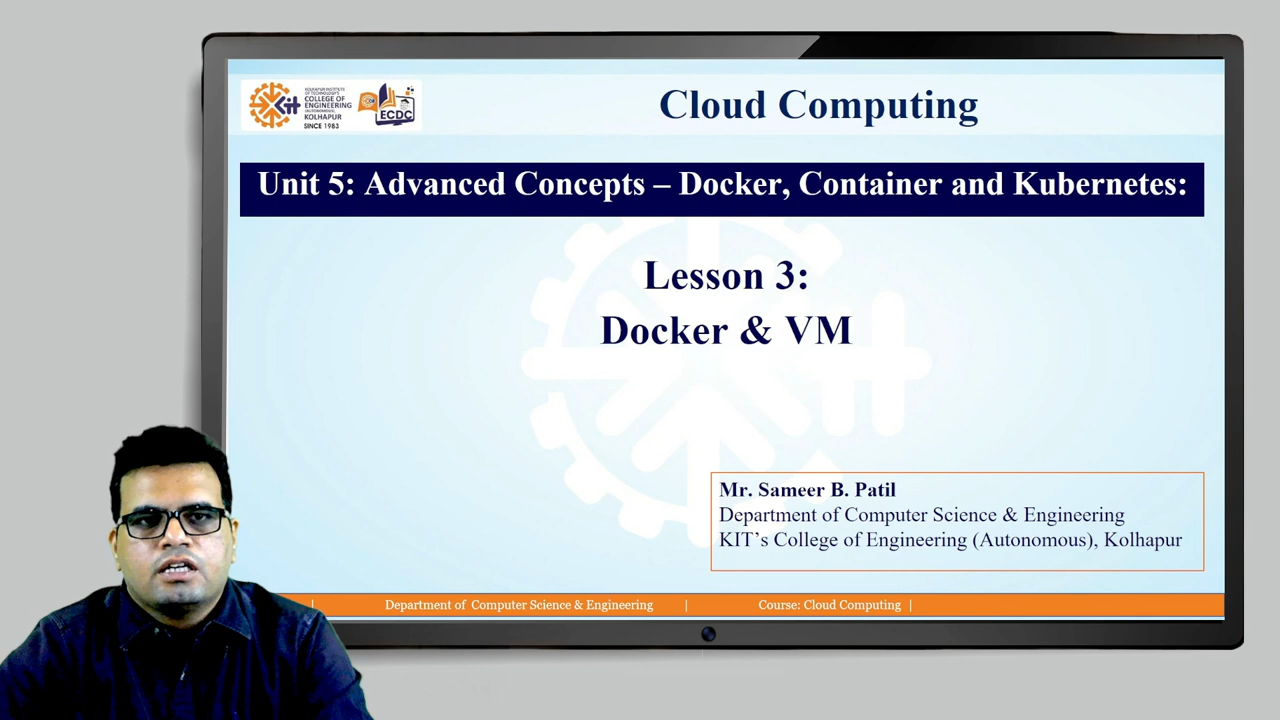 KOLHAPUR INSTITUTE
OF TECHNOLOGY'S
COLLEGE OF
ENGINEERING
(AUTONOMOUS),
KOLHAPUR
SINCE 1983
KiT
ECDC
Cloud Computing
Unit 5: Advanced Concepts – Docker, Container and Kubernetes:
Lesson 3:
Docker & VM
Mr. Sameer B. Patil
Department of Computer Science & Engineering
KIT’s College of Engineering (Autonomous), Kolhapur
| Department of Computer Science & Engineering | Course: Cloud Computing |